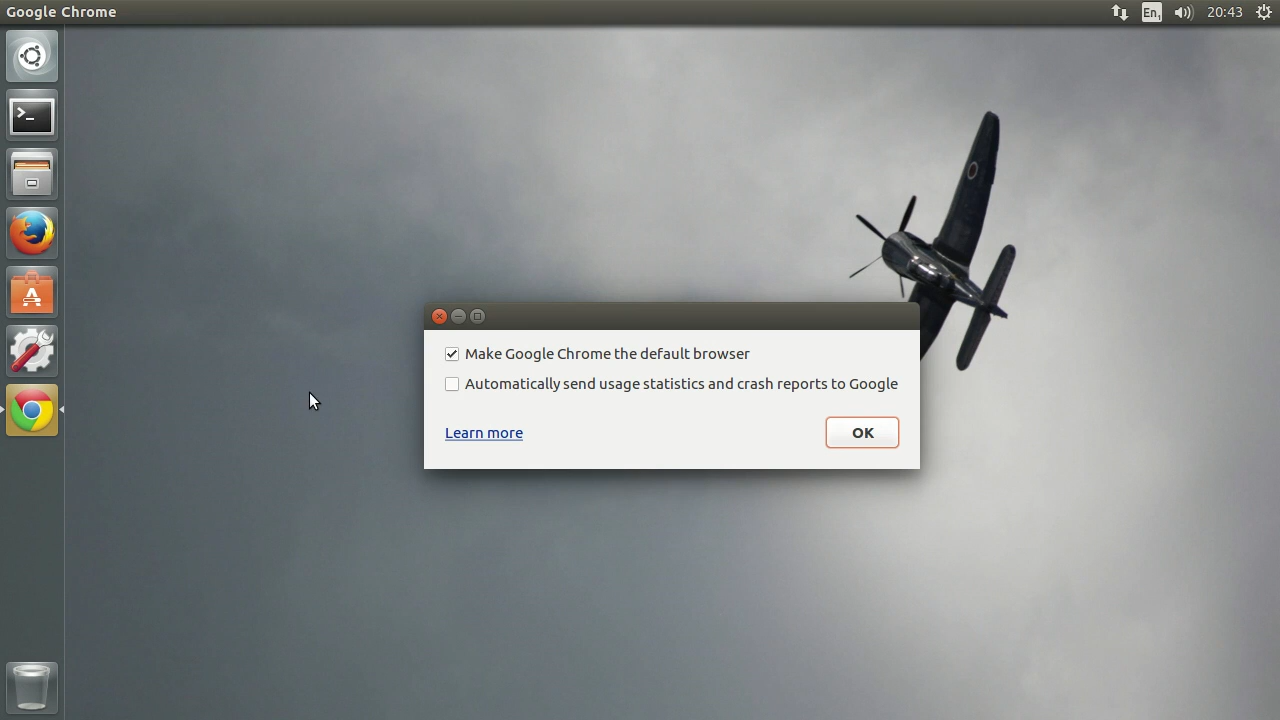 Google Chrome
En1
20:43
Make Google Chrome the default browser
Automatically send usage statistics and crash reports to Google
Learn more
OK